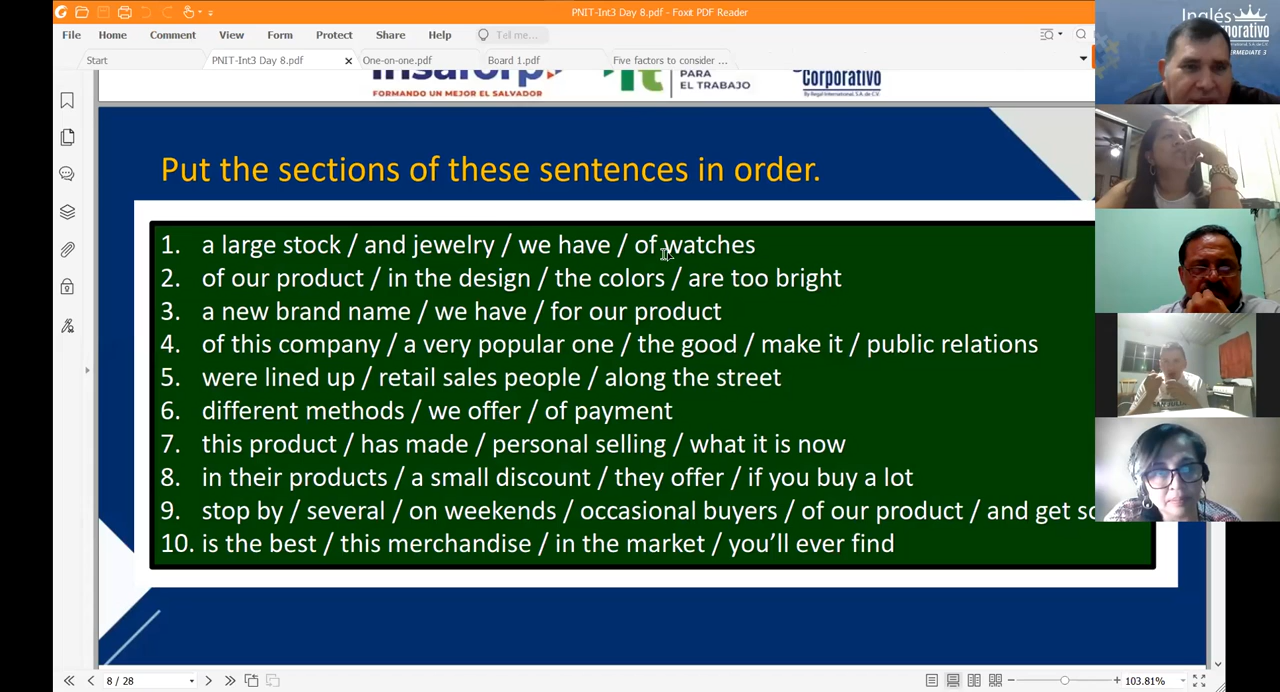 PNIT-Int3 Day 8.pdf - Foxit PDF Reader
File Home Comment View Form Protect Share Help Tell me...
Start PNIT-Int3 Day 8.pdf One-on-one.pdf Board 1.pdf Five factors to consider ...
FORMANDO UN MEJOR EL SALVADOR
PARA
EL TRABAJO
Corporativo
Inglés
INTERMEDIATE 3
Put the sections of these sentences in order.
1. a large stock / and jewelry / we have / of watches
2. of our product / in the design / the colors / are too bright
3. a new brand name / we have / for our product
4. of this company / a very popular one / the good / make it / public relations
5. were lined up / retail sales people / along the street
6. different methods / we offer / of payment
7. this product / has made / personal selling / what it is now
8. in their products / a small discount / they offer / if you buy a lot
9. stop by / several / on weekends / occasional buyers / of our product / and get
10. is the best / this merchandise / in the market / you’ll ever find
8 / 28
103.81%